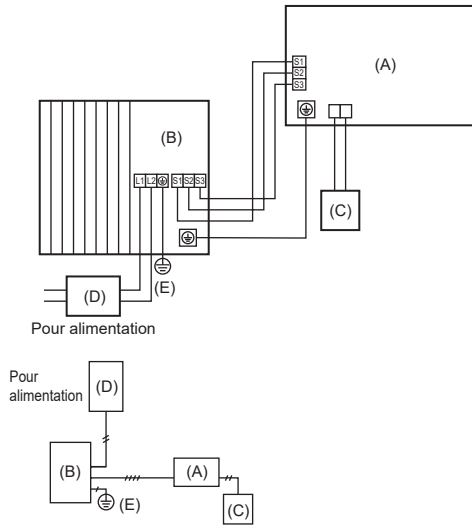 S1
S2
S3
(A)
(B)
L1 L2 S1 S2 S3
(C)
(E)
(D)
Pour alimentation
Pour
alimentation
(D)
(B)
(A)
(E)
(C)